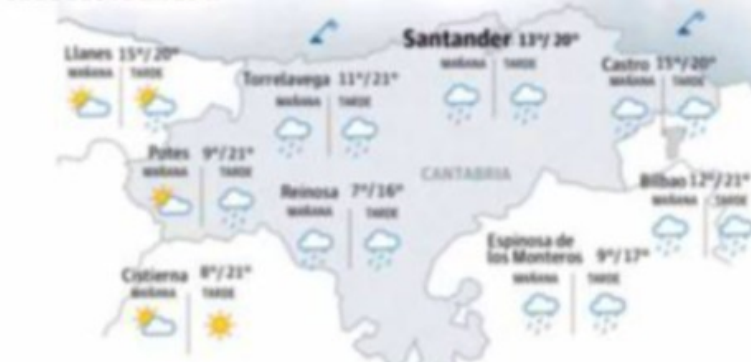 Santander 13°/20°
MAÑANA TARDE
Llanes 15°/20°
MAÑANA TARDE
Castro 15°/20°
MAÑANA TARDE
Torrelavega 11°/21°
MAÑANA TARDE
Potes 9°/21°
MAÑANA TARDE
CANTABRIA
Reinosa 7°/16°
MAÑANA TARDE
Bilbao 12°/21°
MAÑANA TARDE
Espinosa de
los Monteros 9°/17°
MAÑANA TARDE
Cistierna 8°/21°
MAÑANA TARDE